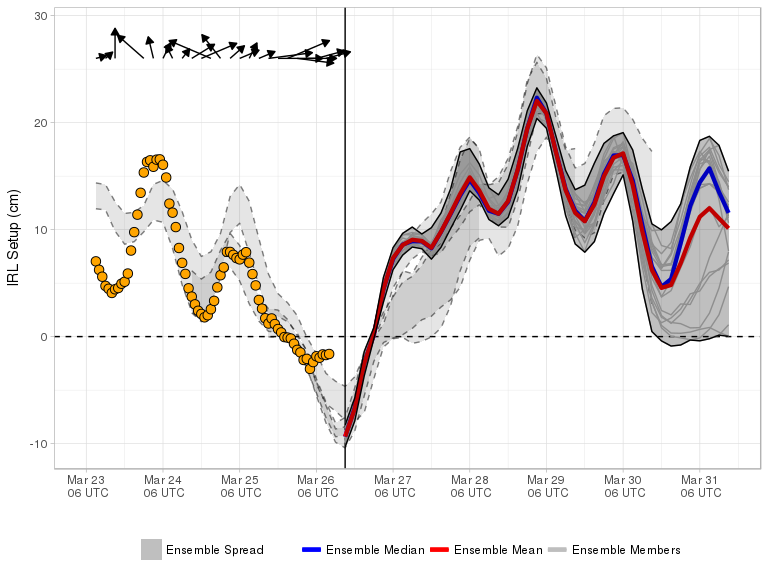 30
20
10
0
-10
IRL Setup (cm)
Mar 23
06 UTC
Mar 24
06 UTC
Mar 25
06 UTC
Mar 26
06 UTC
Mar 27
06 UTC
Mar 28
06 UTC
Mar 29
06 UTC
Mar 30
06 UTC
Mar 31
06 UTC
Ensemble Spread
Ensemble Median
Ensemble Mean
Ensemble Members